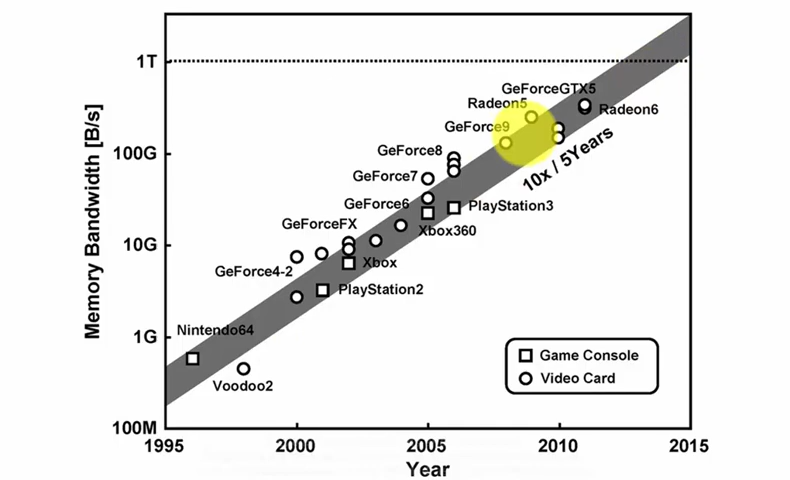 1T
100G
10G
1G
100M
Memory Bandwidth [B/s]
GeForceGTX5
Radeon5
Radeon6
GeForce9
10x / 5Years
GeForce8
GeForce7
GeForce6
PlayStation3
GeForceFX
Xbox360
Xbox
GeForce4-2
PlayStation2
Nintendo64
Voodoo2
Game Console
Video Card
1995 2000 2005 2010 2015
Year